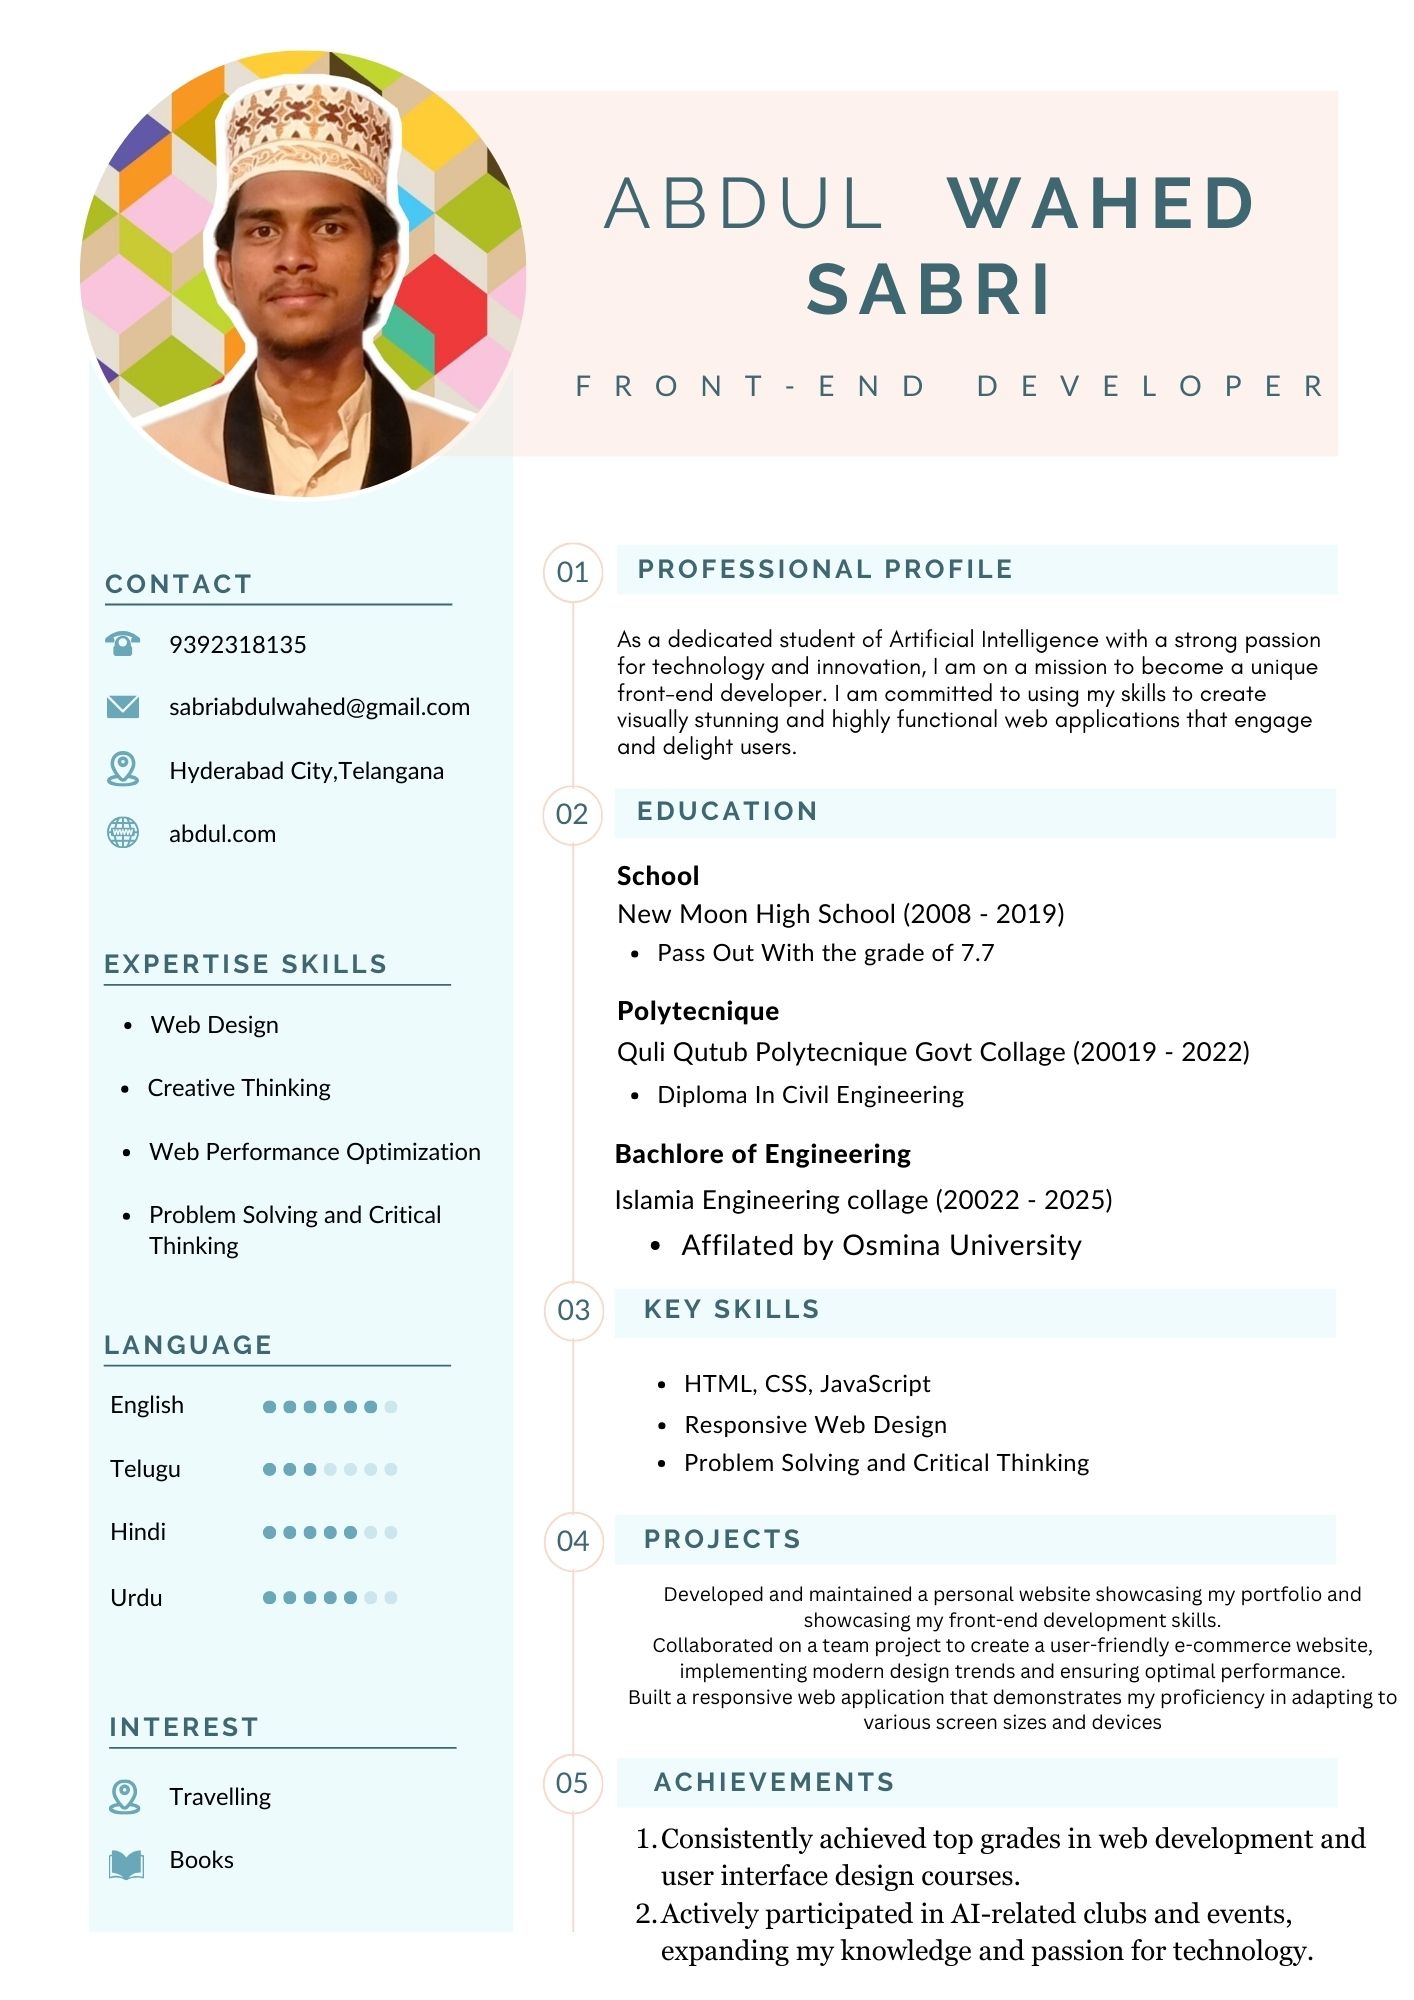 ABDUL WAHED
SABRI
FRONT-END DEVELOPER
CONTACT
9392318135
sabriabdulwahed@gmail.com
Hyderabad City,Telangana
www
abdul.com
EXPERTISE SKILLS
• Web Design
• Creative Thinking
• Web Performance Optimization
• Problem Solving and Critical
Thinking
LANGUAGE
English
Telugu
Hindi
Urdu
INTEREST
Travelling
Books
01 PROFESSIONAL PROFILE
As a dedicated student of Artificial Intelligence with a strong passion
for technology and innovation, I am on a mission to become a unique
front-end developer. I am committed to using my skills to create
visually stunning and highly functional web applications that engage
and delight users.
02 EDUCATION
School
New Moon High School (2008 - 2019)
• Pass Out With the grade of 7.7
Polytecnique
Quli Qutub Polytecnique Govt Collage (20019 - 2022)
• Diploma In Civil Engineering
Bachlore of Engineering
Islamia Engineering collage (20022 - 2025)
• Affilated by Osmina University
03 KEY SKILLS
• HTML, CSS, JavaScript
• Responsive Web Design
• Problem Solving and Critical Thinking
04 PROJECTS
Developed and maintained a personal website showcasing my portfolio and
showcasing my front-end development skills.
Collaborated on a team project to create a user-friendly e-commerce website,
implementing modern design trends and ensuring optimal performance.
Built a responsive web application that demonstrates my proficiency in adapting to
various screen sizes and devices
05 ACHIEVEMENTS
1. Consistently achieved top grades in web development and
user interface design courses.
2. Actively participated in AI-related clubs and events,
expanding my knowledge and passion for technology.